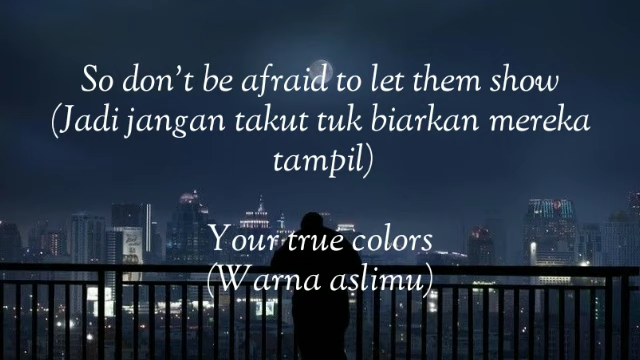 So don't be afraid to let them show
(Jadi jangan takut tuk biarkan mereka
tampil)
Your true colors
(Warna aslimu)